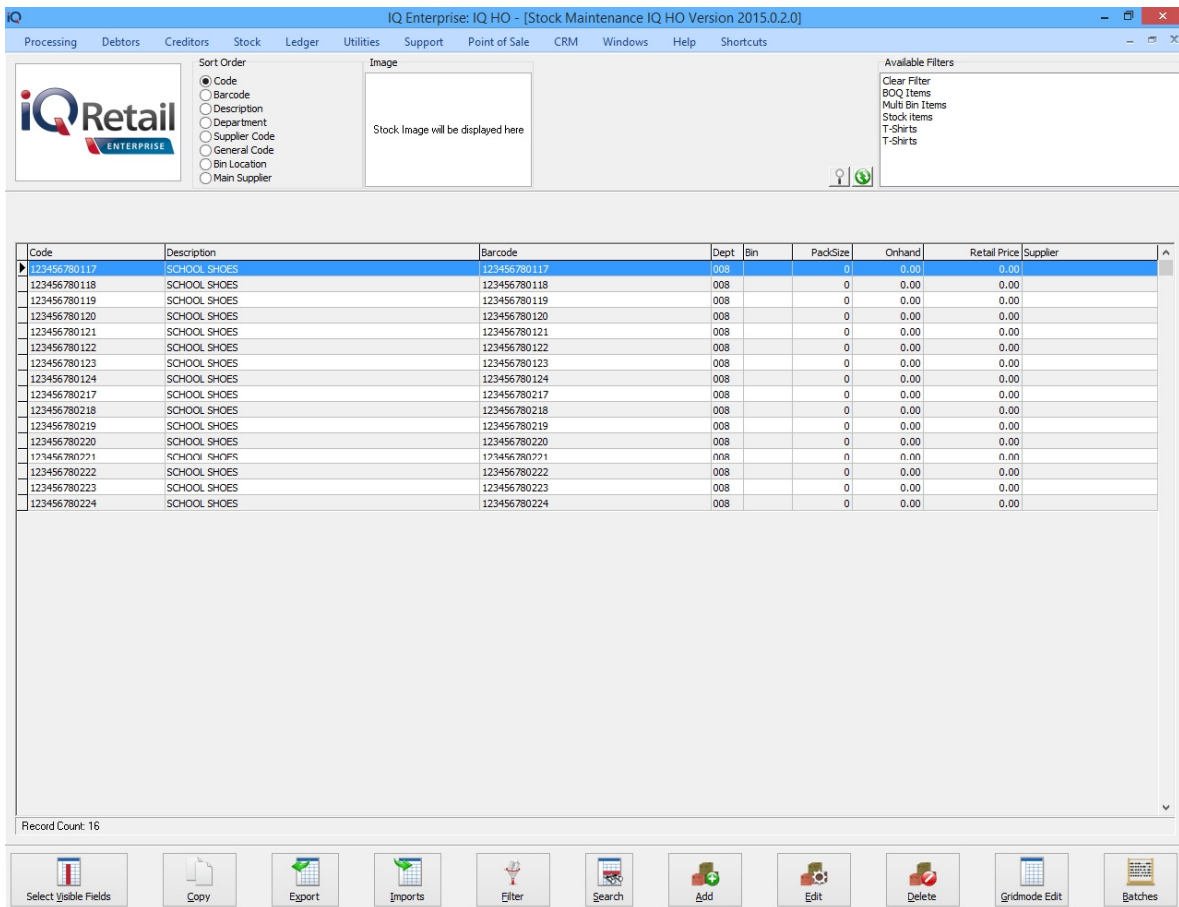 iQ IQ Enterprise: IQ HO - [Stock Maintenance IQ HO Version 2015.0.2.0]
Processing Debtors Creditors Stock Ledger Utilities Support Point of Sale CRM Windows Help Shortcuts
iQ Retail
ENTERPRISE
Sort Order
Code
Barcode
Description
Department
Supplier Code
General Code
Bin Location
Main Supplier
Image
Stock Image will be displayed here
Available Filters
Clear Filter
BOQ Items
Multi Bin Items
Stock items
T-Shirts
T-Shirts
Code Description Barcode Dept Bin PackSize Onhand Retail Price Supplier
123456780117 SCHOOL SHOES 123456780117 008 0 0.00 0.00
123456780118 SCHOOL SHOES 123456780118 008 0 0.00 0.00
123456780119 SCHOOL SHOES 123456780119 008 0 0.00 0.00
123456780120 SCHOOL SHOES 123456780120 008 0 0.00 0.00
123456780121 SCHOOL SHOES 123456780121 008 0 0.00 0.00
123456780122 SCHOOL SHOES 123456780122 008 0 0.00 0.00
123456780123 SCHOOL SHOES 123456780123 008 0 0.00 0.00
123456780124 SCHOOL SHOES 123456780124 008 0 0.00 0.00
123456780217 SCHOOL SHOES 123456780217 008 0 0.00 0.00
123456780218 SCHOOL SHOES 123456780218 008 0 0.00 0.00
123456780219 SCHOOL SHOES 123456780219 008 0 0.00 0.00
123456780220 SCHOOL SHOES 123456780220 008 0 0.00 0.00
123456780221 SCHOOL SHOES 123456780221 008 0 0.00 0.00
123456780222 SCHOOL SHOES 123456780222 008 0 0.00 0.00
123456780223 SCHOOL SHOES 123456780223 008 0 0.00 0.00
123456780224 SCHOOL SHOES 123456780224 008 0 0.00 0.00
Record Count: 16
Select Visible Fields Copy Export Imports Filter Search Add Edit Delete Gridmode Edit Batches